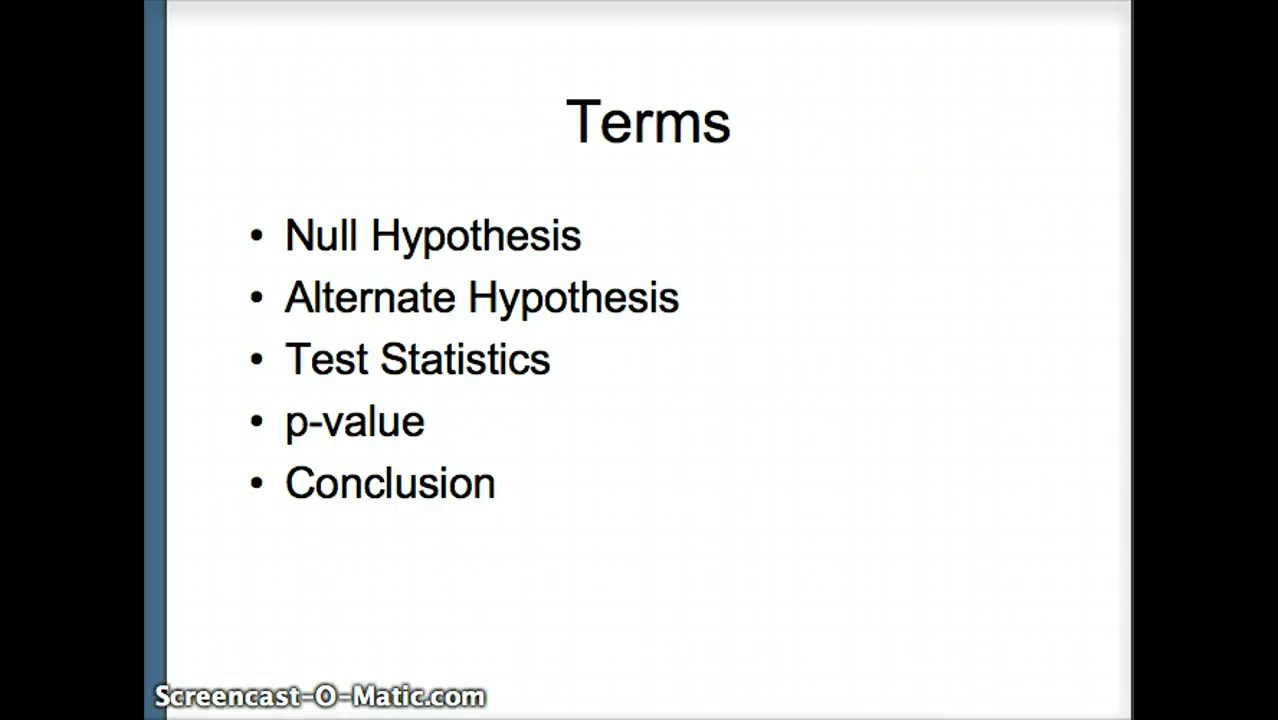 Terms
• Null Hypothesis
• Alternate Hypothesis
• Test Statistics
• p-value
• Conclusion
Screencast-O-Matic.com